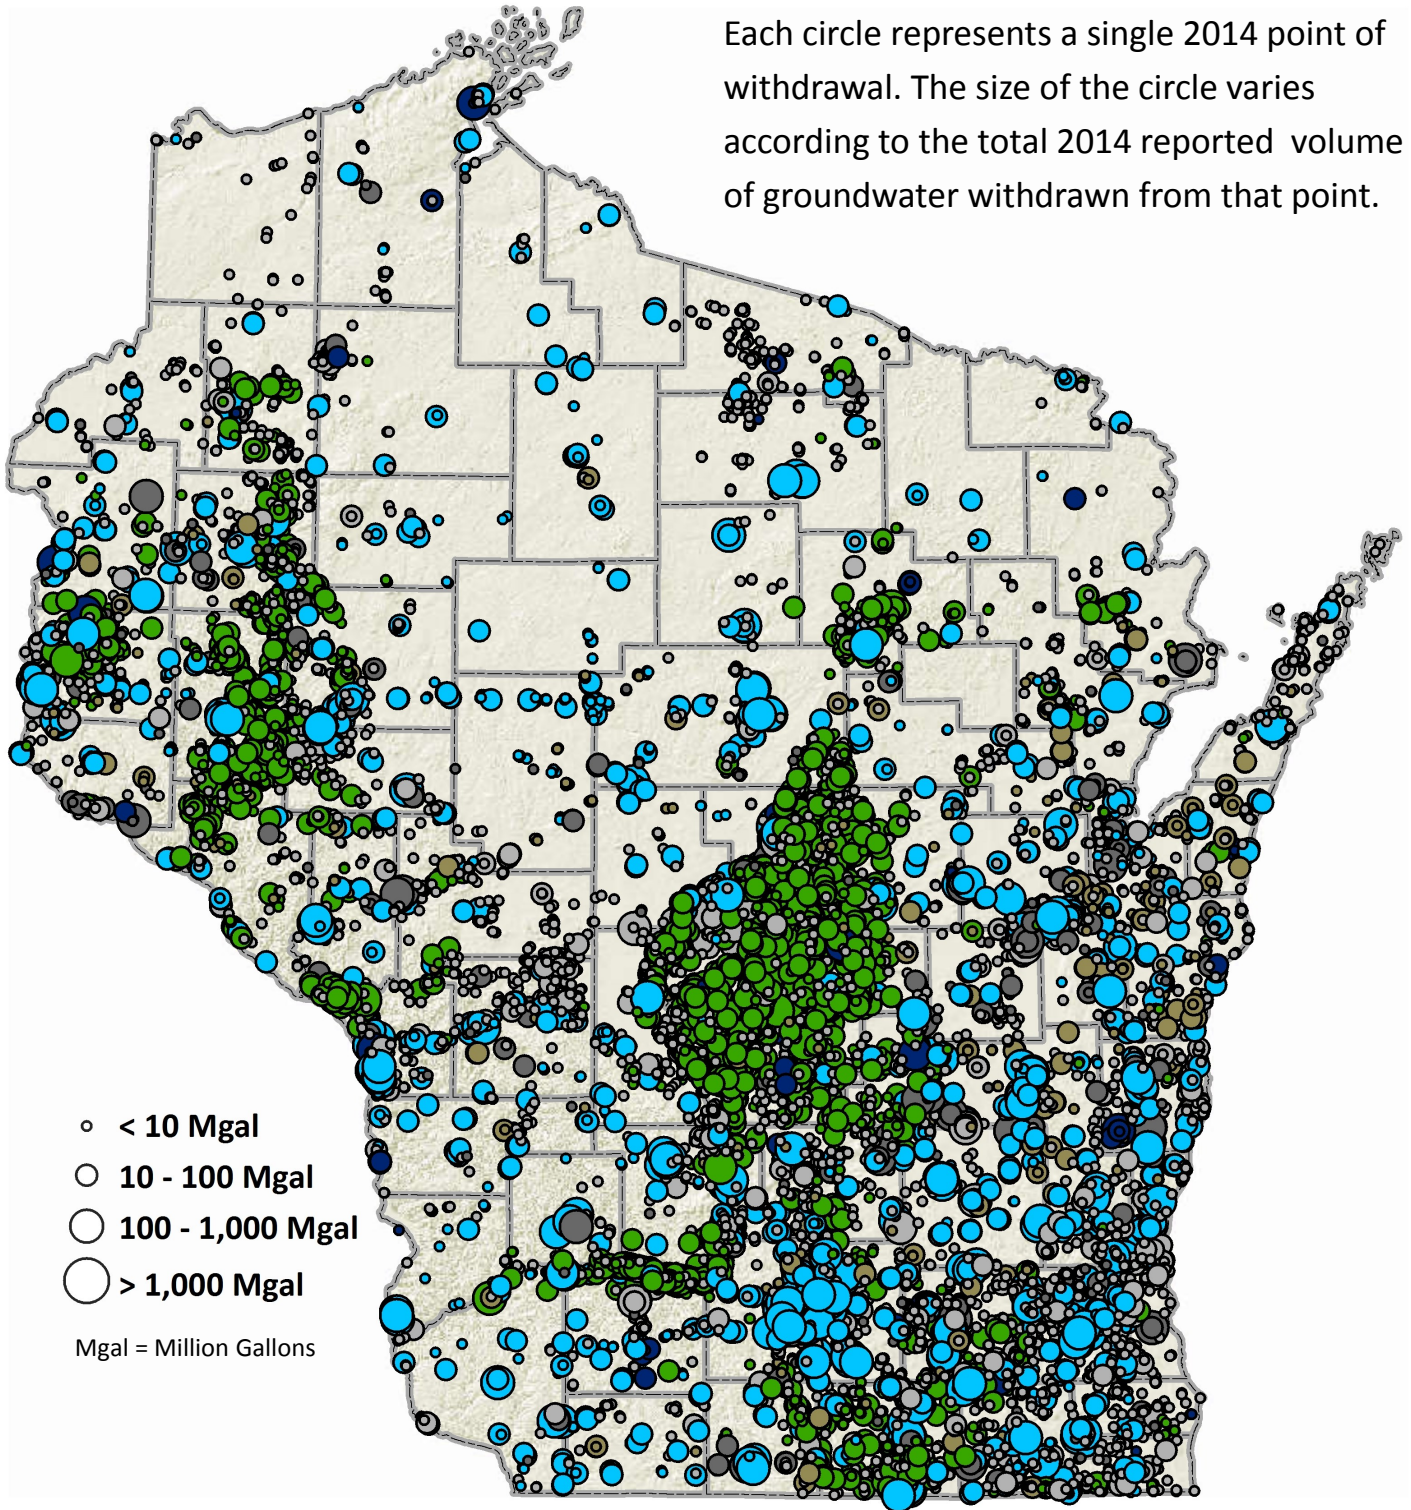 Each circle represents a single 2014 point of
withdrawal. The size of the circle varies
according to the total 2014 reported volume
of groundwater withdrawn from that point.
< 10 Mgal
10 - 100 Mgal
100 - 1,000 Mgal
> 1,000 Mgal
Mgal = Million Gallons